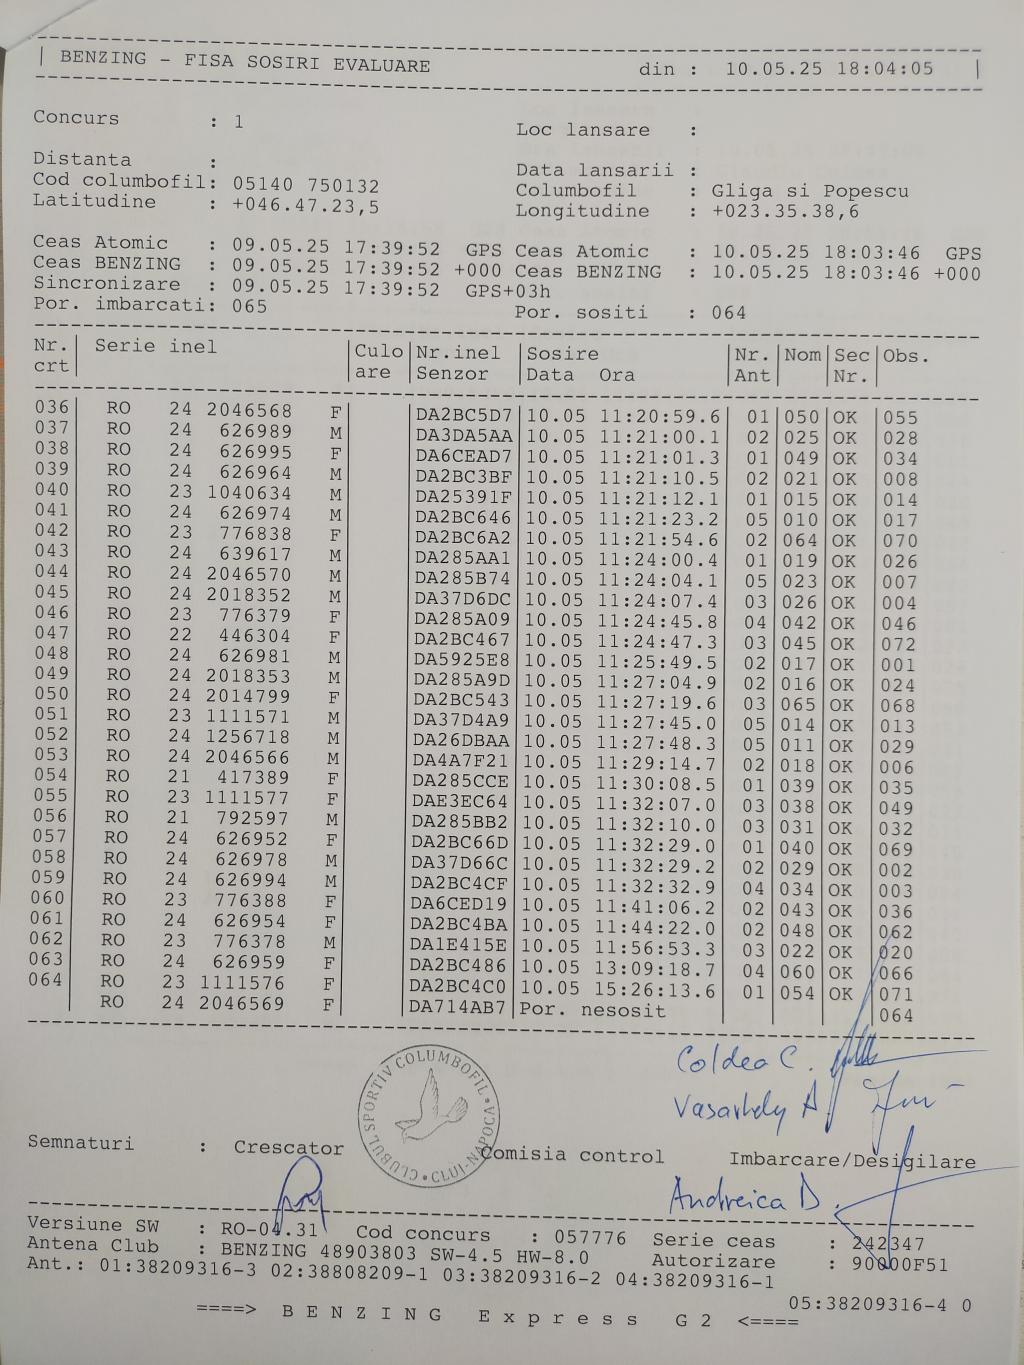 | BENZING - FISA SOSIRI EVALUARE din : 10.05.25 18:04:05 |
Concurs : 1 Loc lansare :
Distanta : Data lansarii :
Cod columbofil: 05140 750132 Columbofil : Gliga si Popescu
Latitudine : +046.47.23,5 Longitudine : +023.35.38,6
Ceas Atomic : 09.05.25 17:39:52 GPS Ceas Atomic : 10.05.25 18:03:46 GPS
Ceas BENZING : 09.05.25 17:39:52 +000 Ceas BENZING : 10.05.25 18:03:46 +000
Sincronizare : 09.05.25 17:39:52 GPS+03h
Por. imbarcati: 065 Por. sositi : 064
Nr. | Serie inel | Culo | Nr.inel | Sosire | Nr. | Nom | Sec | Obs.
crt | | are | Senzor | Data Ora | Ant | | Nr. |
036 RO 24 2046568 F DA2BC5D7 10.05 11:20:59.6 01 050 OK 055
037 RO 24 626989 M DA3DA5AA 10.05 11:21:00.1 02 025 OK 028
038 RO 24 626995 F DA6CEAD7 10.05 11:21:01.3 01 049 OK 034
039 RO 24 626964 M DA2BC3BF 10.05 11:21:10.5 02 021 OK 008
040 RO 23 1040634 M DA25391F 10.05 11:21:12.1 01 015 OK 014
041 RO 24 626974 M DA2BC646 10.05 11:21:23.2 05 010 OK 017
042 RO 23 776838 F DA2BC6A2 10.05 11:21:54.6 02 064 OK 070
043 RO 24 639617 M DA285AA1 10.05 11:24:00.4 01 019 OK 026
044 RO 24 2046570 M DA285B74 10.05 11:24:04.1 05 023 OK 007
045 RO 24 2018352 M DA37D6DC 10.05 11:24:07.4 03 026 OK 004
046 RO 23 776379 F DA285A09 10.05 11:24:45.8 04 042 OK 046
047 RO 22 446304 F DA2BC467 10.05 11:24:47.3 03 045 OK 072
048 RO 24 626981 M DA5925E8 10.05 11:25:49.5 02 017 OK 001
049 RO 24 2018353 M DA285A9D 10.05 11:27:04.9 02 016 OK 024
050 RO 24 2014799 F DA2BC543 10.05 11:27:19.6 03 065 OK 068
051 RO 23 1111571 M DA37D4A9 10.05 11:27:45.0 05 014 OK 013
052 RO 24 1256718 M DA26DBAA 10.05 11:27:48.3 05 011 OK 029
053 RO 24 2046566 M DA4A7F21 10.05 11:29:14.7 02 018 OK 006
054 RO 21 417389 F DA285CCE 10.05 11:30:08.5 01 039 OK 035
055 RO 23 1111577 F DAE3EC64 10.05 11:32:07.0 03 038 OK 049
056 RO 21 792597 M DA285BB2 10.05 11:32:10.0 03 031 OK 032
057 RO 24 626952 F DA2BC66D 10.05 11:32:29.0 01 040 OK 069
058 RO 24 626978 M DA37D66C 10.05 11:32:29.2 02 029 OK 002
059 RO 24 626994 M DA2BC4CF 10.05 11:32:32.9 04 034 OK 003
060 RO 23 776388 F DA6CED19 10.05 11:41:06.2 02 043 OK 036
061 RO 24 626954 F DA2BC4BA 10.05 11:44:22.0 02 048 OK 062
062 RO 23 776378 M DA1E415E 10.05 11:56:53.3 03 022 OK 020
063 RO 24 626959 F DA2BC486 10.05 13:09:18.7 04 060 OK 066
064 RO 23 1111576 F DA2BC4C0 10.05 15:26:13.6 01 054 OK 071
RO 24 2046569 F DA714AB7 Por. nesosit 064
Coldea C.
Vasarhely A
CLUBUL SPORTIV COLUMBOFIL • CLUJ-NAPOCA •
Semnaturi : Crescator Comisia control Imbarcare/Desigilare
Andreica D.
Versiune SW : RO-04.31 Cod concurs : 057776 Serie ceas : 242347
Antena Club : BENZING 48903803 SW-4.5 HW-8.0 Autorizare : 90000F51
Ant.: 01:38209316-3 02:38808209-1 03:38209316-2 04:38209316-1
05:38209316-4 0
====> B E N Z I N G E x p r e s s G 2 <====